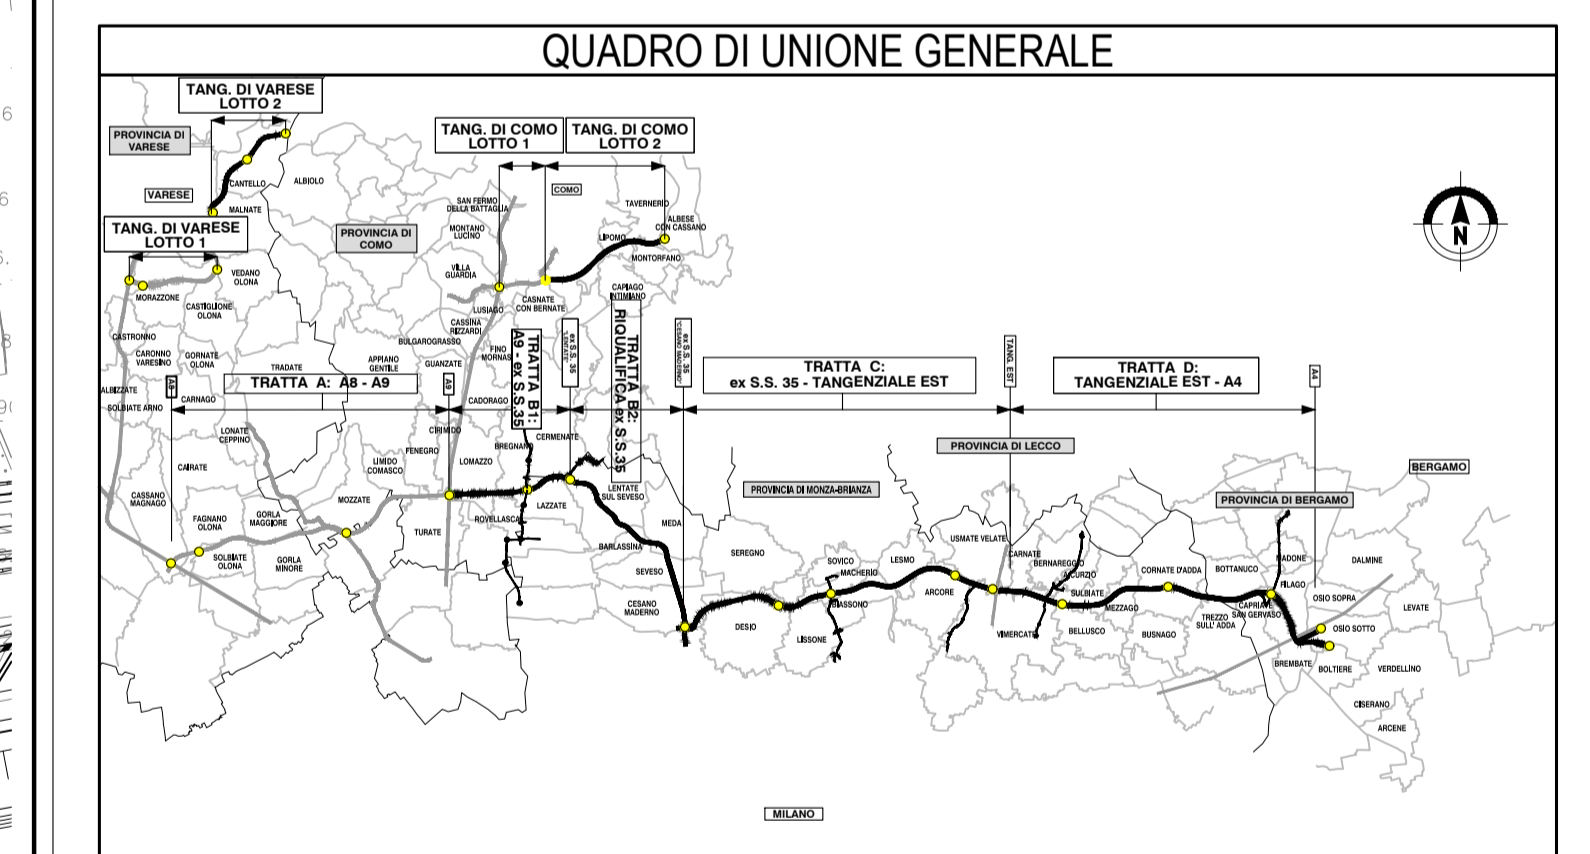 QUADRO DI UNIONE GENERALE
TANG. DI VARESE
LOTTO 2
PROVINCIA DI
VARESE
TANG. DI COMO
LOTTO 1
TANG. DI COMO
LOTTO 2
CANTELLO
ALBIOLO
VARESE
MALNATE
COMO
SAN FERMO
DELLA BATTAGLIA
TAVERNERIO
ALBESE
CON CASSANO
TANG. DI VARESE
LOTTO 1
PROVINCIA DI
COMO
MONTANO
LUCINO
LIPOMO
MONTORFANO
N
VEDANO
OLONA
VILLA
GUARDIA
MORAZZONE
CASTIGLIONE
OLONA
LUSIAGO
CASNATE
CON BERNATE
CAPIAGO
INTIMIANO
CASSINA
RIZZARDI
CASTRONNO
BULGAROGRASSO
CARONNO
VARESINO
GORNATE
OLONA
TRADATE
APPIANO
GENTILE
GUANZATE
FINO
MORNAS
TRATTA B1:
A9 - ex S.S.35
ex S.S. 35
"LENTATE"
TRATTA B2:
RIQUALIFICA ex S.S.35
ex S.S. 35
"CESANO MADERNO"
TANG. EST
A4
A8
TRATTA A: A8 - A9
A9
TRATTA C:
ex S.S. 35 - TANGENZIALE EST
TRATTA D:
TANGENZIALE EST - A4
ALBIZZATE
SOLBIATE ARNO
CARNAGO
CADORAGO
LONATE
CEPPINO
CIRIMIDO
CERMENATE
BREGNANO
FENEGRO
PROVINCIA DI LECCO
CAIRATE
LIMIDO
COMASCO
LOMAZZO
BERGAMO
CASSANO
MAGNAGO
MOZZATE
LENTATE
SUL SEVESO
PROVINCIA DI MONZA-BRIANZA
PROVINCIA DI BERGAMO
FAGNANO
OLONA
GORLA
MAGGIORE
TURATE
ROVELLASCA
LAZZATE
MEDA
SOLBIATE
OLONA
GORLA
MINORE
BARLASSINA
SEVESO
SEREGNO
SOVICO
MACHERIO
LESMO
USMATE VELATE
CARNATE
BERNAREGGIO
AICURZIO
CORNATE D'ADDA
BOTTANUCO
MADONE
DALMINE
CESANO
MADERNO
DESIO
BIASSONO
LISSONE
ARCORE
SULBIATE
MEZZAGO
VIMERCATE
BELLUSCO
BUSNAGO
TREZZO
SULL' ADDA
CAPRIATE
SAN GERVASO
FILAGO
OSIO SOPRA
LEVATE
OSIO SOTTO
BREMBATE
BOLTIERE
VERDELLINO
CISERANO
ARCENE
MILANO